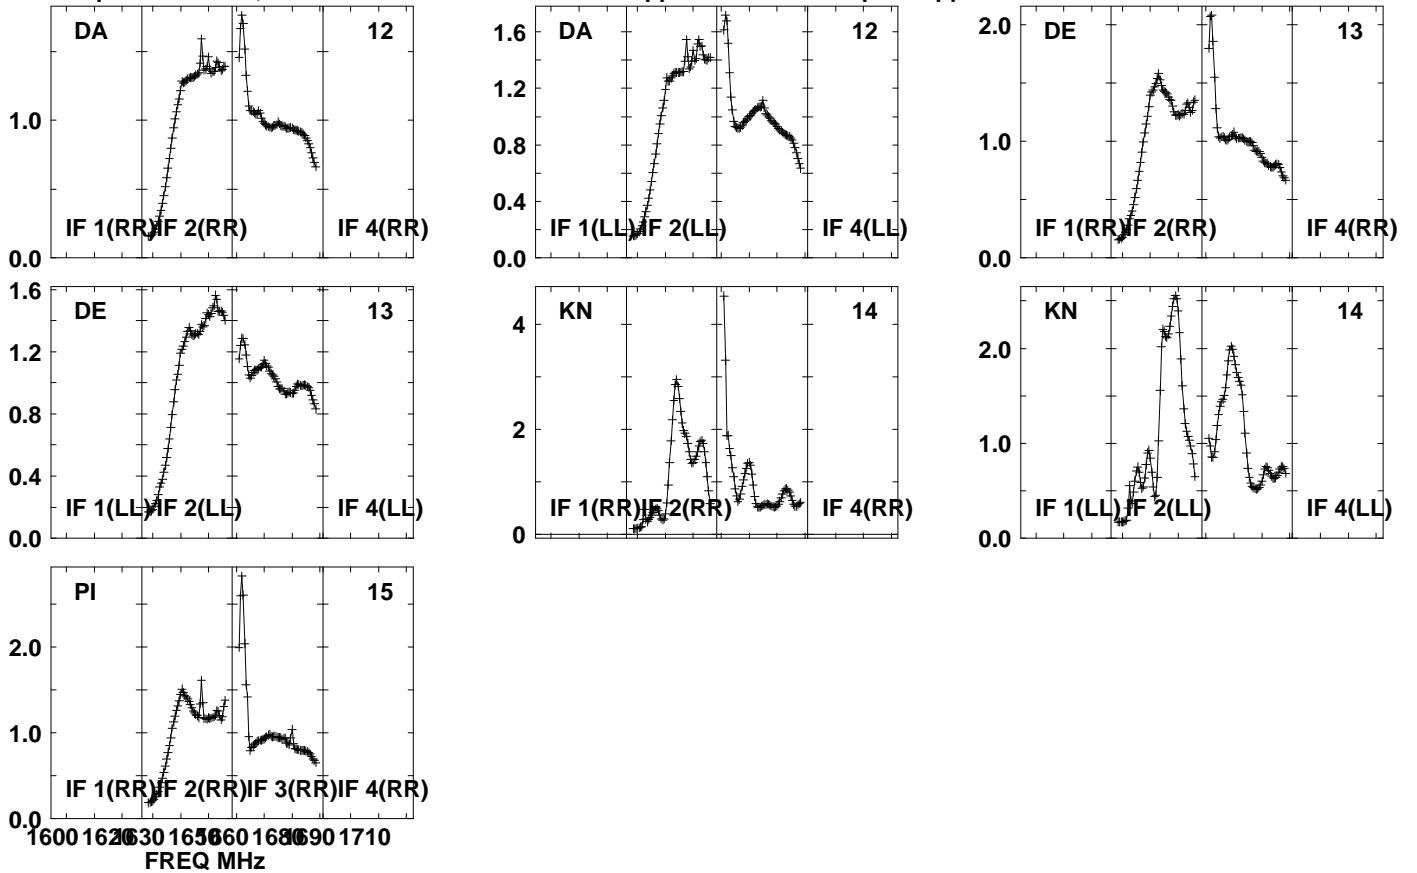 DA 12
1.0
0.0
IF 1(RR) IF 2(RR) IF 4(RR)
DA 12
1.6
1.2
0.8
0.4
0.0
IF 1(LL) IF 2(LL) IF 4(LL)
DE 13
2.0
1.0
0.0
IF 1(RR) IF 2(RR) IF 4(RR)
DE 13
1.6
1.2
0.8
0.4
0.0
IF 1(LL) IF 2(LL) IF 4(LL)
KN 14
4
2
0
IF 1(RR) IF 2(RR) IF 4(RR)
KN 14
2.0
1.0
0.0
IF 1(LL) IF 2(LL) IF 4(LL)
PI 15
2.0
1.0
0.0
IF 1(RR) IF 2(RR) IF 3(RR) IF 4(RR)
1600 1620 1630 1650 1660 1680 1690 1710
FREQ MHz